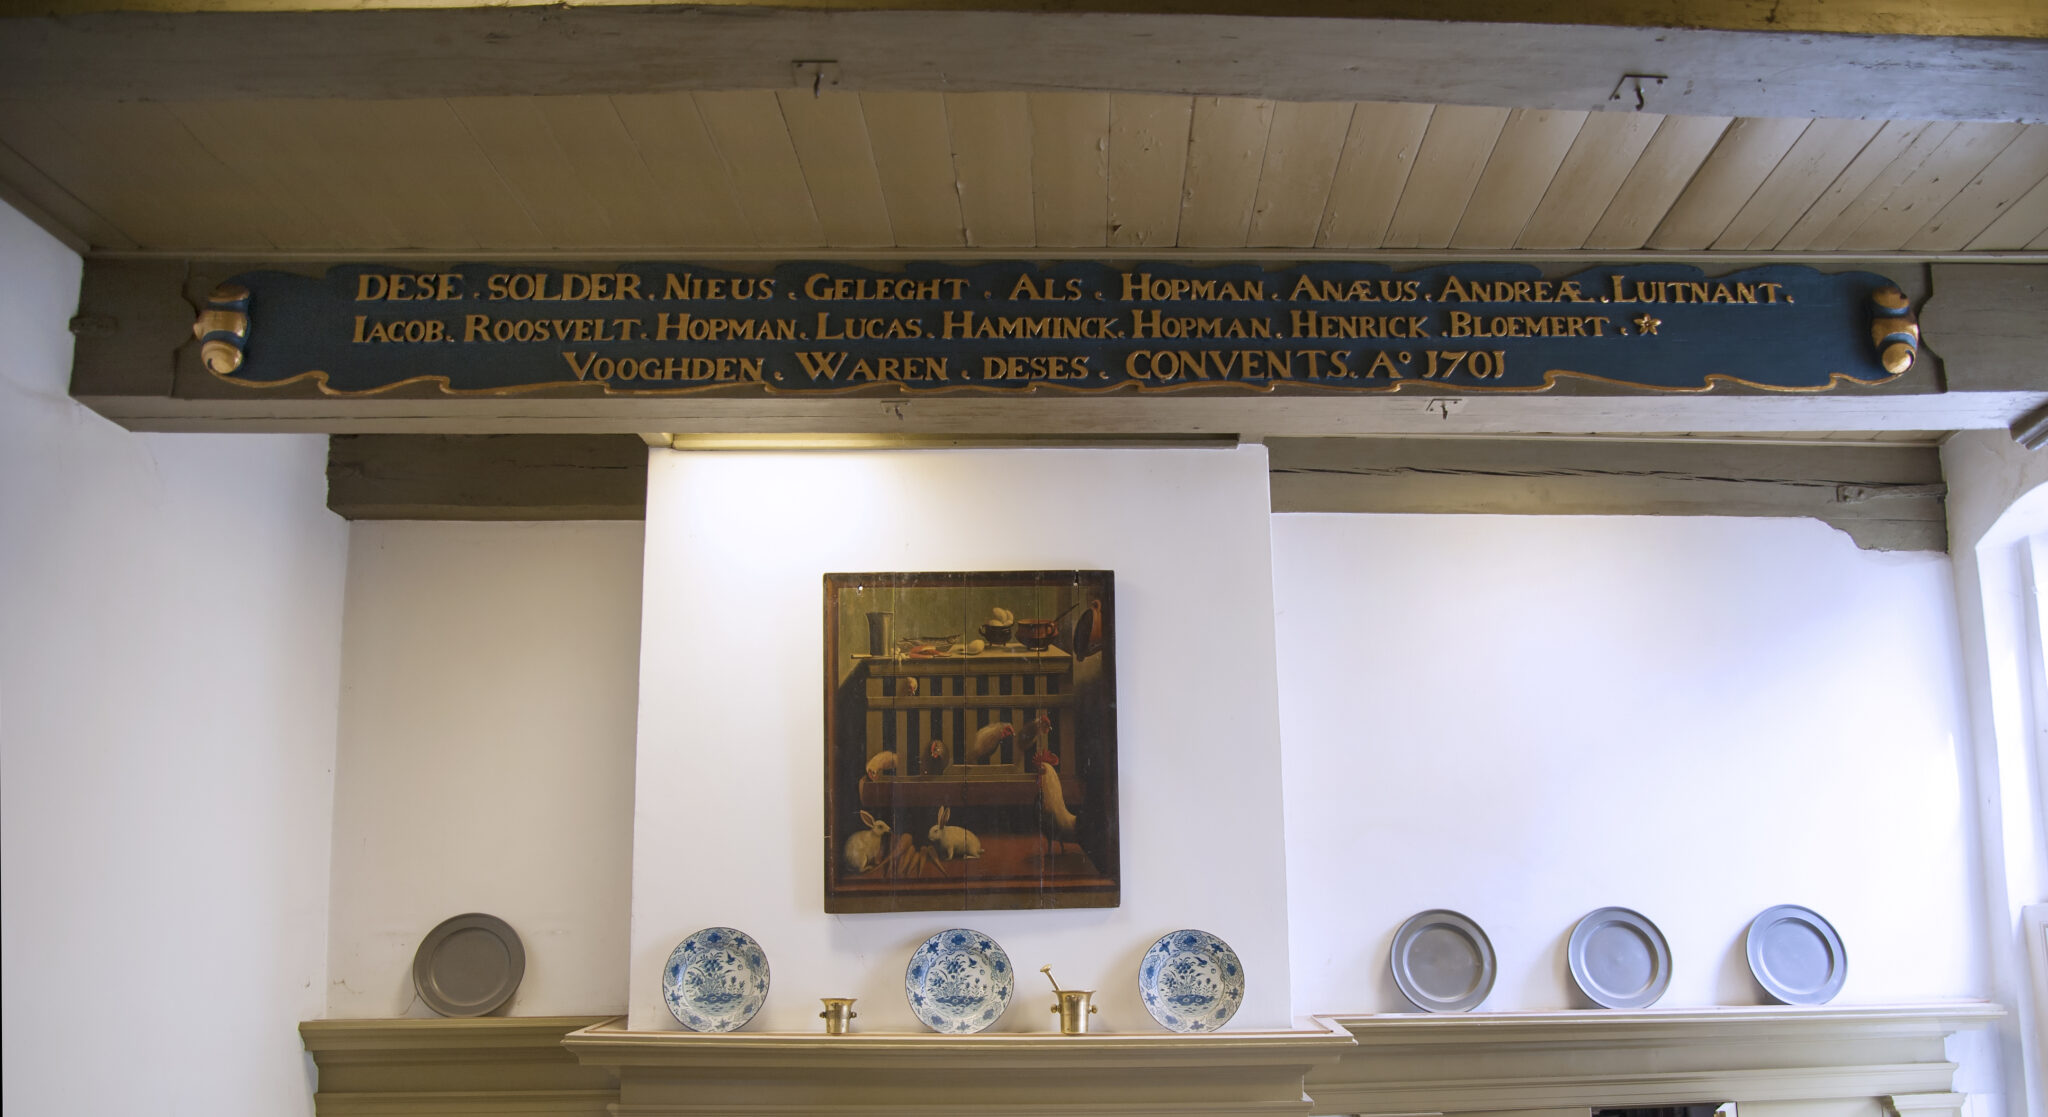 DESE . SOLDER . NIEUS . GELEGHT . ALS . HOPMAN . ANÆUS . ANDREÆ . LUITNANT .
IACOB . ROOSVELT . HOPMAN . LUCAS . HAMMINCK . HOPMAN . HENRICK . BLOEMERT . ☆
VOOGHDEN . WAREN . DESES . CONVENTS . Aº 1701